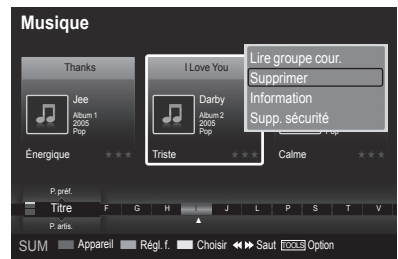 Musique
Thanks
Jee
Album 1
2005
Pop
Énergique
I Love You
Darby
Album 2
2005
Pop
Triste
Lire groupe cour.
Supprimer
Information
Supp. sécurité
Pop
Calme
P. préf.
Titre F G H I J L P S T V
P. artis.
SUM Appareil Régl. f. Choisir Saut TOOLS Option